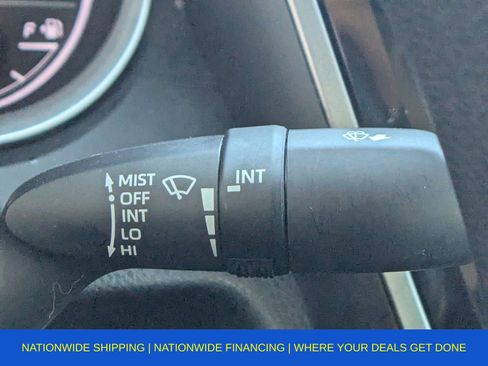 F
MIST
OFF
INT
LO
HI
INT
NATIONWIDE SHIPPING | NATIONWIDE FINANCING | WHERE YOUR DEALS GET DONE